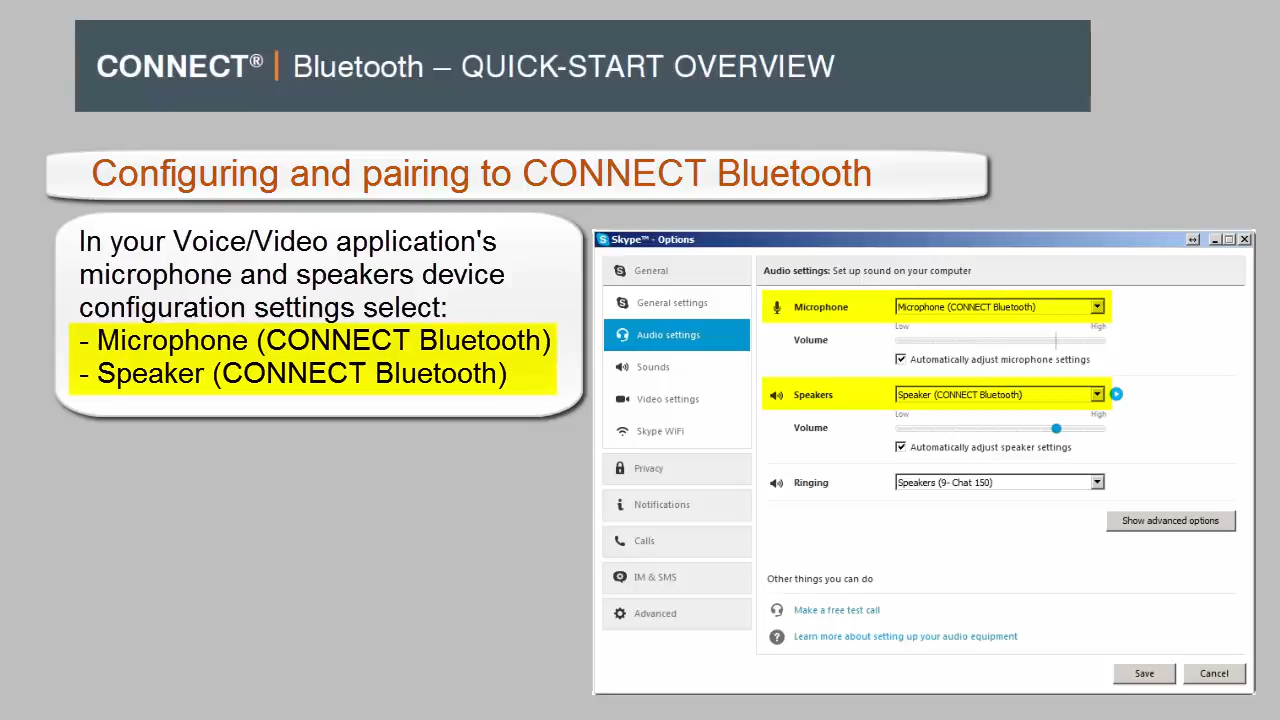 CONNECT® | Bluetooth – QUICK-START OVERVIEW
Configuring and pairing to CONNECT Bluetooth
In your Voice/Video application's
microphone and speakers device
configuration settings select:
- Microphone (CONNECT Bluetooth)
- Speaker (CONNECT Bluetooth)
Skype™ - Options
General
General settings
Audio settings
Sounds
Video settings
Skype WiFi
Privacy
Notifications
Calls
IM & SMS
Advanced
Audio settings: Set up sound on your computer
Microphone Microphone (CONNECT Bluetooth)
Low High
Volume
Automatically adjust microphone settings
Speakers Speaker (CONNECT Bluetooth)
Low High
Volume
Automatically adjust speaker settings
Ringing Speakers (9- Chat 150)
Show advanced options
Other things you can do
Make a free test call
Learn more about setting up your audio equipment
Save Cancel